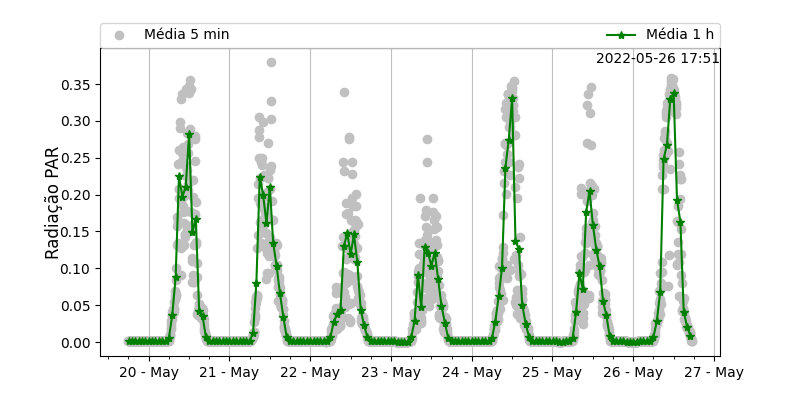 Média 5 min
Média 1 h
2022-05-26 17:51
Radiação PAR
0.35
0.30
0.25
0.20
0.15
0.10
0.05
0.00
20 - May
21 - May
22 - May
23 - May
24 - May
25 - May
26 - May
27 - May